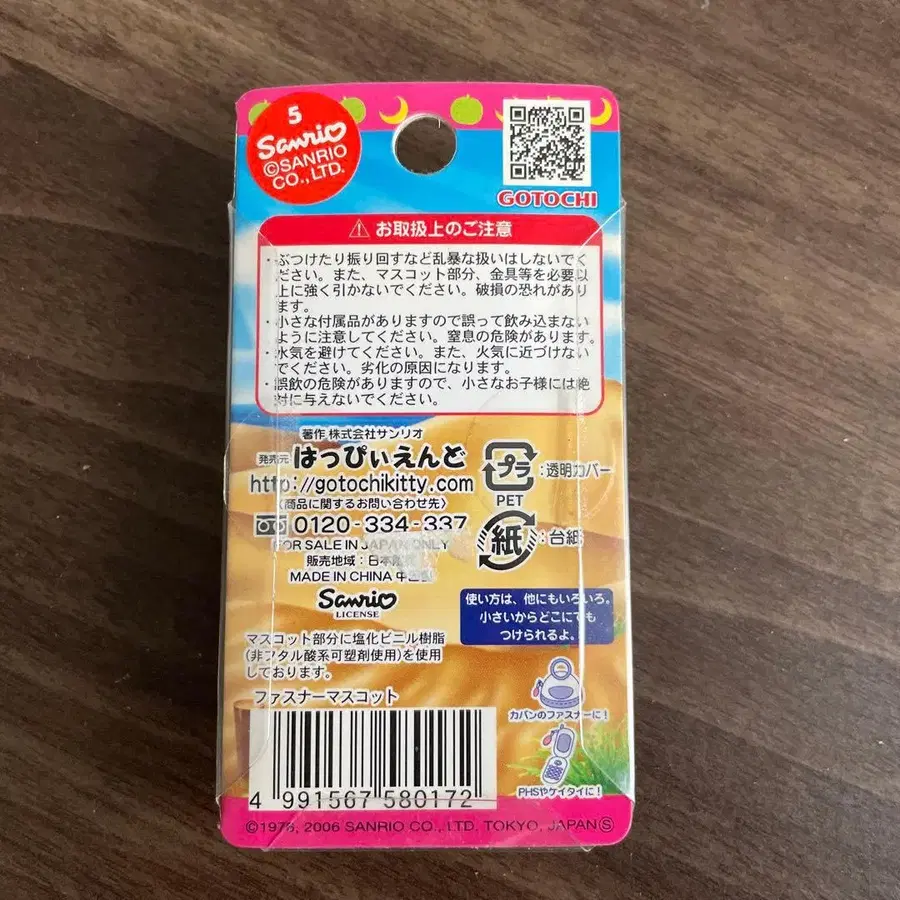 5
Sanrio
©SANRIO
CO., LTD.
GOTOCHI
お取扱上のご注意
・ぶつけたり振り回すなど乱暴な扱いはしないでく
ださい。また、マスコット部分、金具等を必要以
上に強く引かないでください。破損の恐れがあり
ます。
・小さな付属品がありますので誤って飲み込まない
ように注意してください。窒息の危険があります。
・水気を避けてください。また、火気に近づけない
でください。劣化の原因になります。
・誤飲の危険がありますので、小さなお子様には絶
対に与えないでください。
著作 株式会社サンリオ
発売元 はっぴぃえんど
http://gotochikitty.com
〈商品に関するお問い合わせ先〉
0120-334-337
FOR SALE IN JAPAN ONLY
販売地域:日本
MADE IN CHINA
Sanrio
LICENSE
プラ
:透明カバー
PET
紙
:台紙
マスコット部分に塩化ビニル樹脂
(非フタル酸系可塑剤使用)を使用
しております。
ファスナーマスコット
使い方は、他にもいろいろ。
小さいからどこにでも
つけられるよ。
カバンのファスナーに!
PHSやケイタイに!
4 991567 580172
©1976, 2006 SANRIO CO., LTD. TOKYO, JAPAN Ⓢ